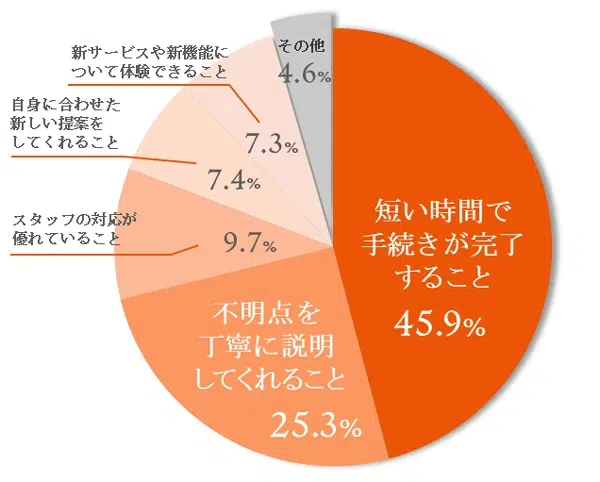 その他
4.6%
新サービスや新機能に
ついて体験できること
7.3%
自身に合わせた
新しい提案を
してくれること
7.4%
スタッフの対応が
優れていること
9.7%
短い時間で
手続きが完了
すること
45.9%
不明点を
丁寧に説明
してくれること
25.3%